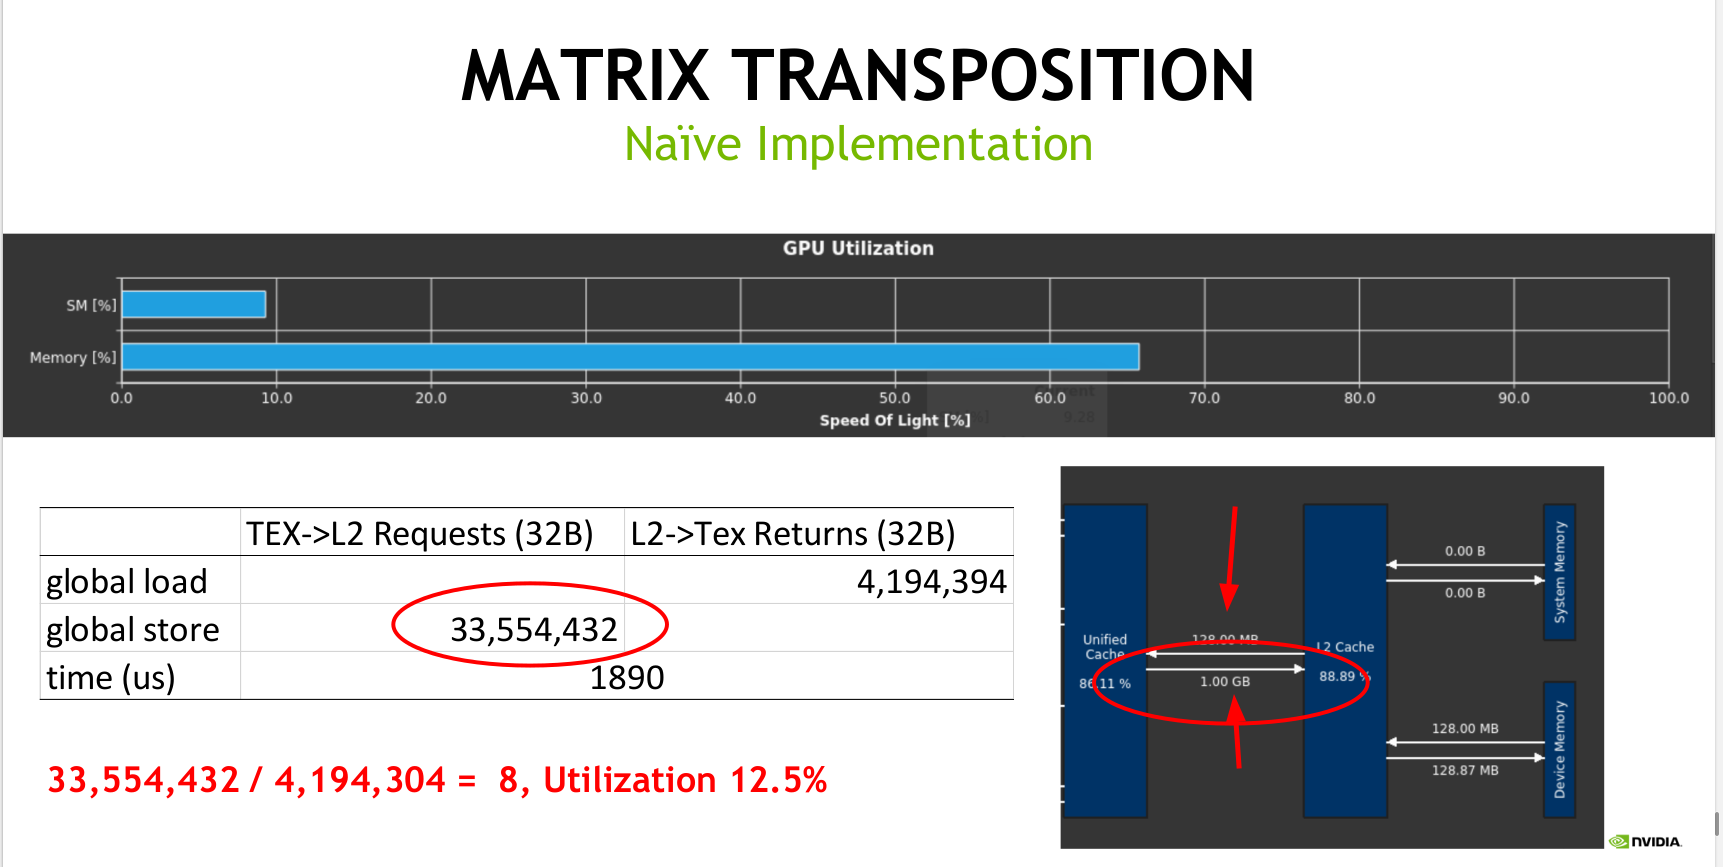 MATRIX TRANSPOSITION
Naïve Implementation
GPU Utilization
SM [%]
Memory [%]
0.0 10.0 20.0 30.0 40.0 50.0 60.0 70.0 80.0 90.0 100.0
Speed Of Light [%]
9.28
TEX->L2 Requests (32B) L2->Tex Returns (32B)
global load 4,194,394
global store 33,554,432
time (us) 1890
33,554,432 / 4,194,304 = 8, Utilization 12.5%
Unified
Cache
86.11 %
128.00 MB
1.00 GB
L2 Cache
88.89 %
0.00 B
0.00 B
System Memory
128.00 MB
128.87 MB
Device Memory
NVIDIA.